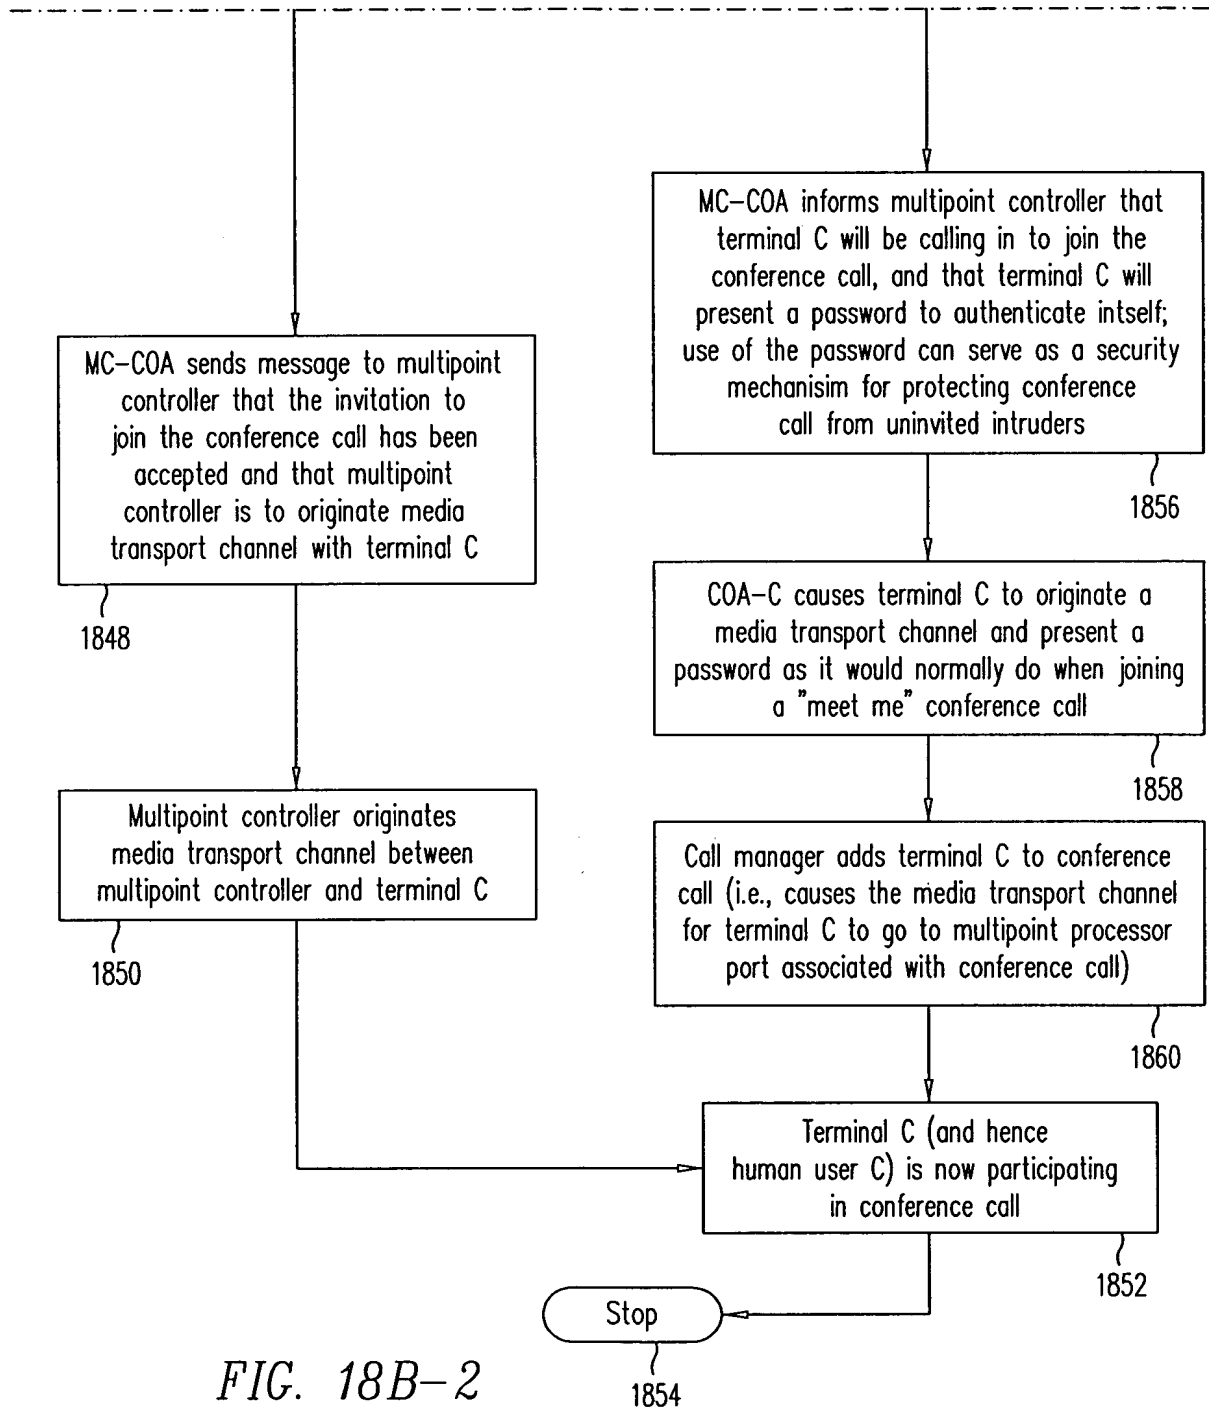 MC-COA sends message to multipoint
controller that the invitation to
join the conference call has been
accepted and that multipoint
controller is to originate media
transport channel with terminal C
1848
Multipoint controller originates
media transport channel between
multipoint controller and terminal C
1850
MC-COA informs multipoint controller that
terminal C will be calling in to join the
conference call, and that terminal C will
present a password to authenticate intself;
use of the password can serve as a security
mechanisim for protecting conference
call from uninvited intruders
1856
COA-C causes terminal C to originate a
media transport channel and present a
password as it would normally do when joining
a "meet me" conference call
1858
Call manager adds terminal C to conference
call (i.e., causes the media transport channel
for terminal C to go to multipoint processor
port associated with conference call)
1860
Terminal C (and hence
human user C) is now participating
in conference call
1852
Stop
1854
FIG. 18B-2